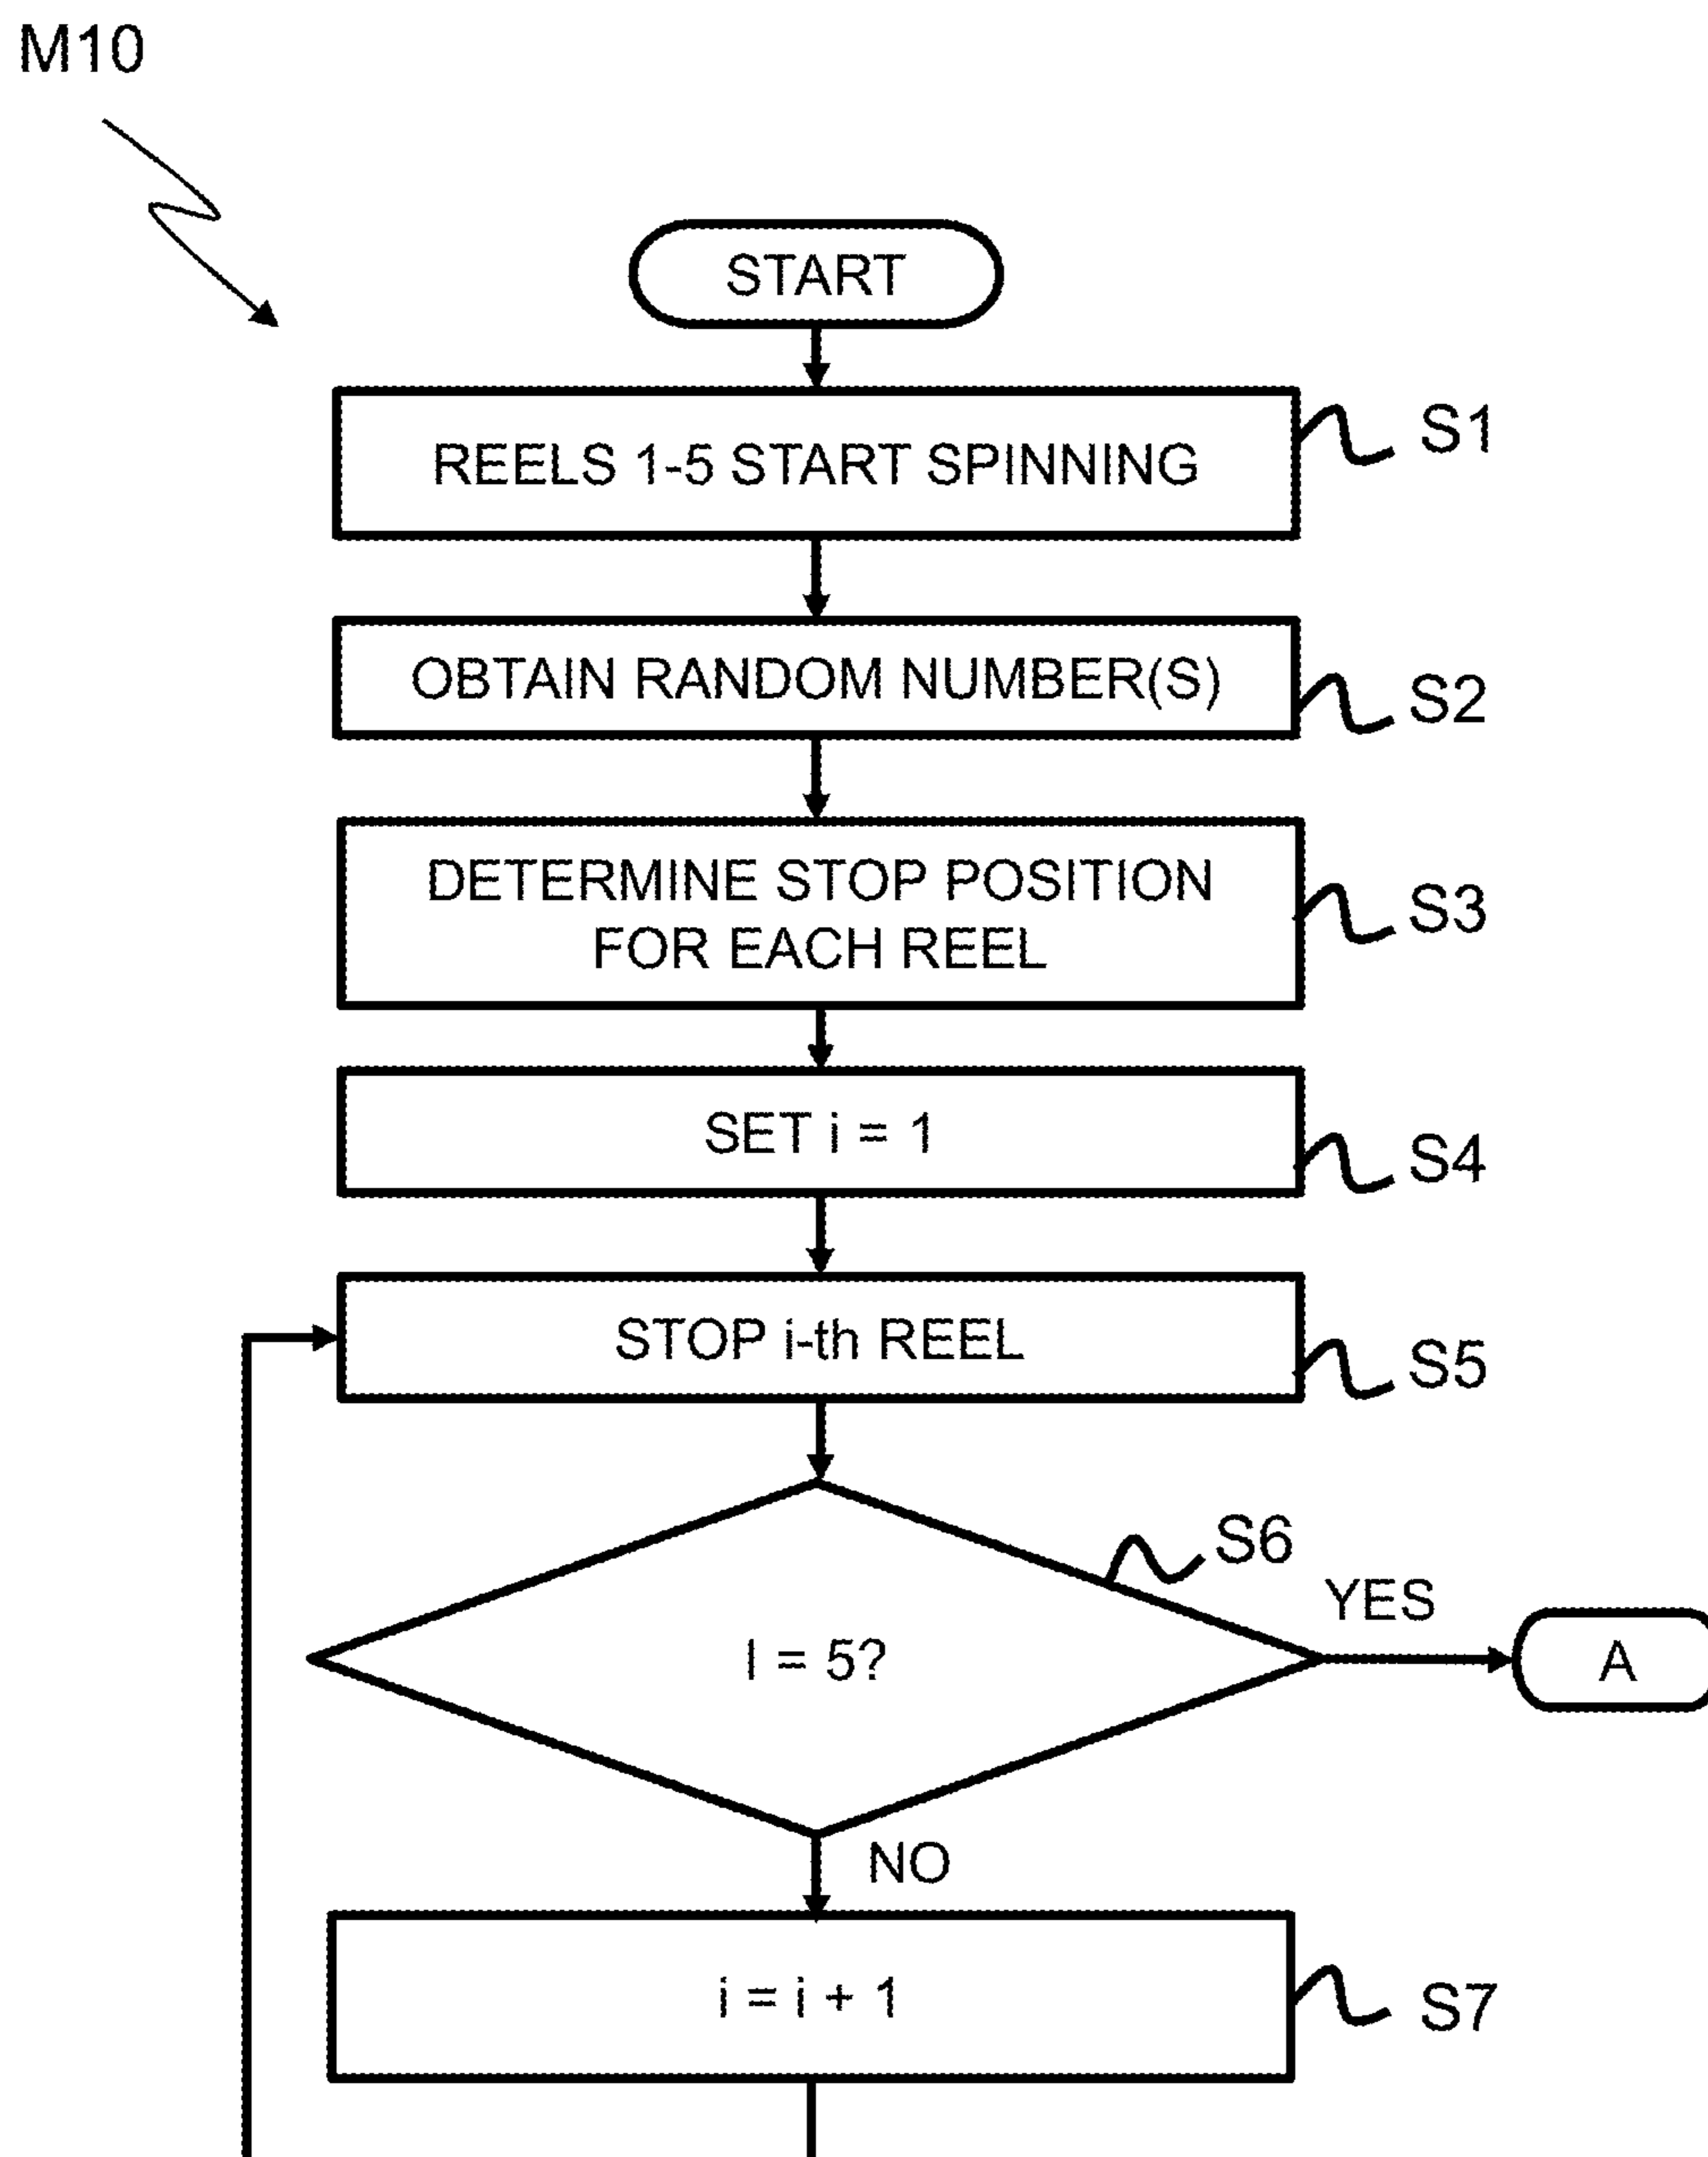 M10
START
REELS 1-5 START SPINNING
S1
OBTAIN RANDOM NUMBER(S)
S2
DETERMINE STOP POSITION
FOR EACH REEL
S3
SET i = 1
S4
STOP i-th REEL
S5
S6
I = 5?
YES
A
NO
i = i + 1
S7